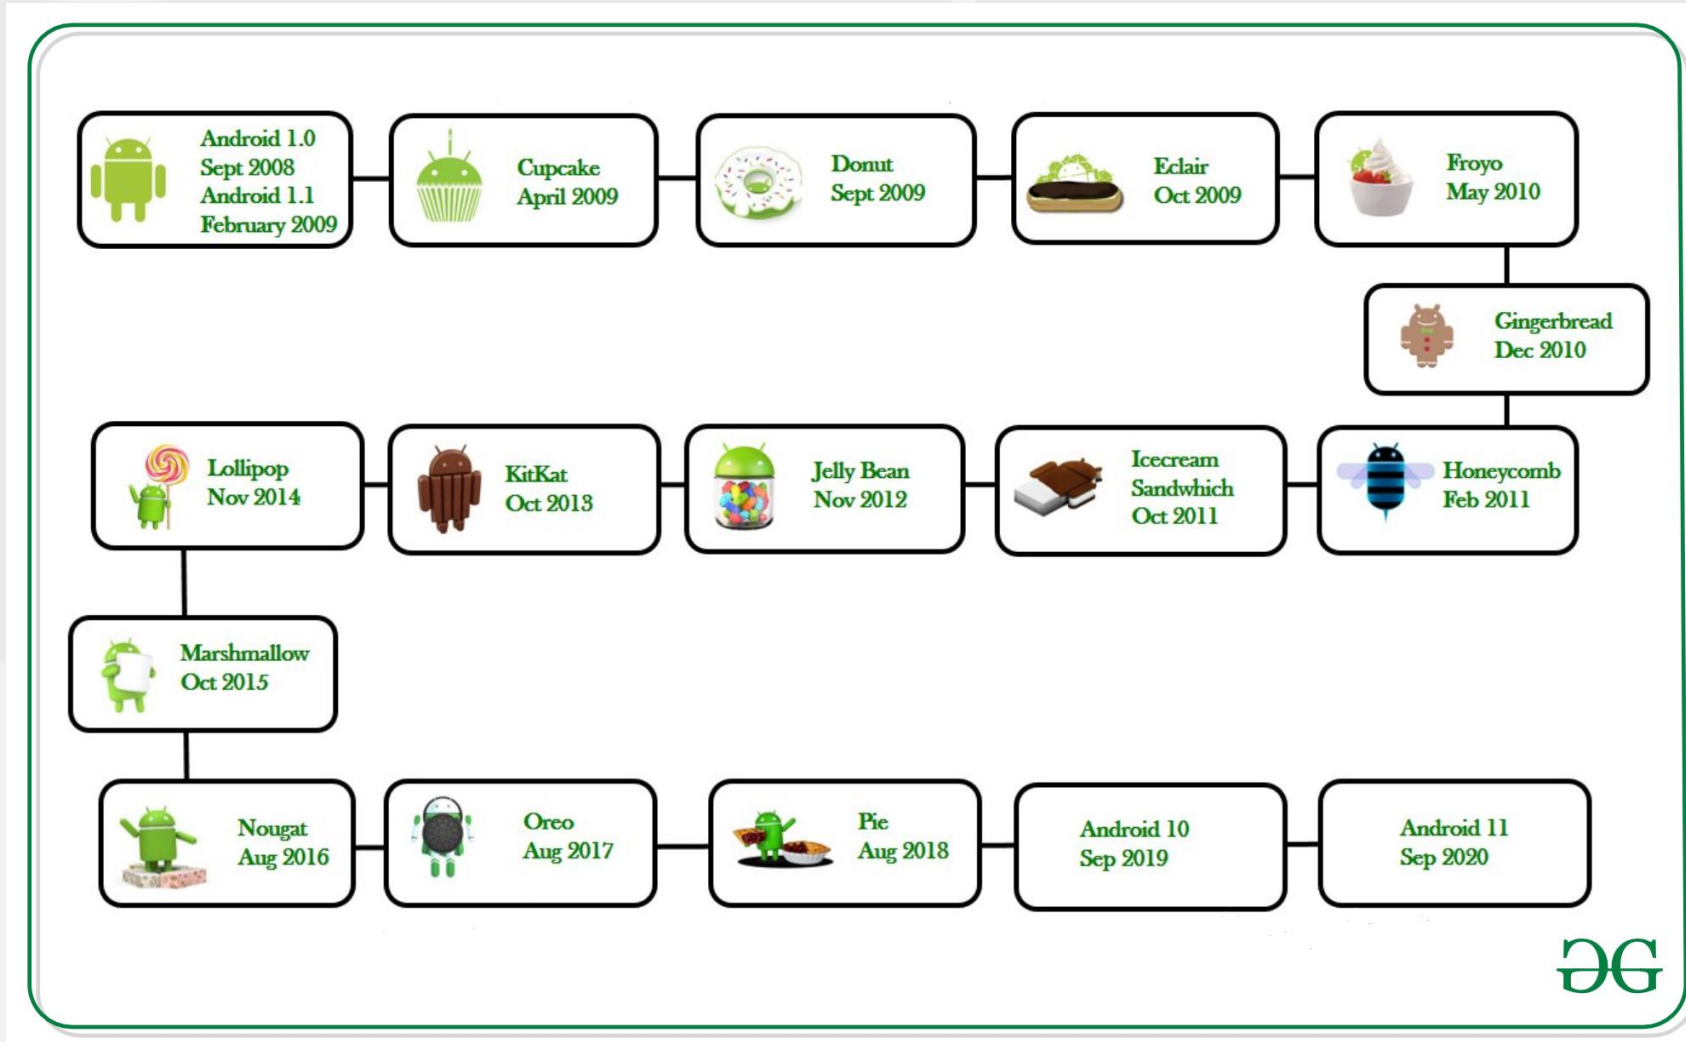 Android 1.0
Sept 2008
Android 1.1
February 2009
Cupcake
April 2009
Donut
Sept 2009
Eclair
Oct 2009
Froyo
May 2010
Gingerbread
Dec 2010
Honeycomb
Feb 2011
Icecream
Sandwhich
Oct 2011
Jelly Bean
Nov 2012
KitKat
Oct 2013
Lollipop
Nov 2014
Marshmallow
Oct 2015
Nougat
Aug 2016
Oreo
Aug 2017
Pie
Aug 2018
Android 10
Sep 2019
Android 11
Sep 2020